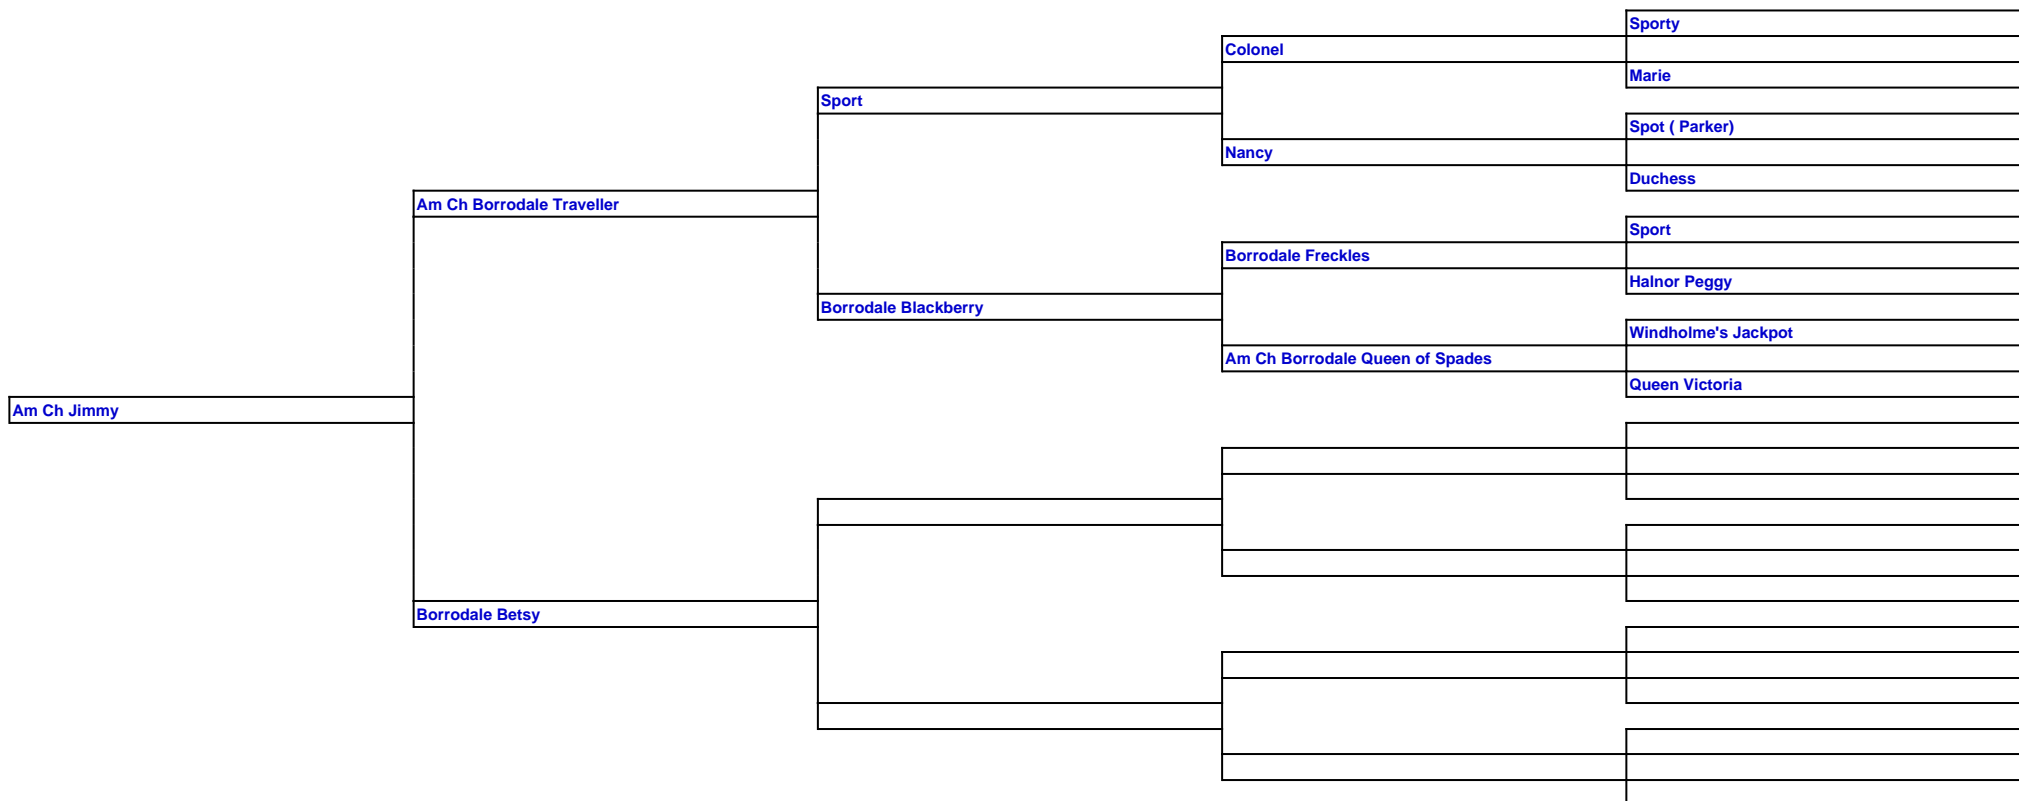 Sporty
Colonel
Marie
Sport
Spot ( Parker)
Nancy
Duchess
Am Ch Borrodale Traveller
Sport
Borrodale Freckles
Halnor Peggy
Borrodale Blackberry
Windholme's Jackpot
Am Ch Borrodale Queen of Spades
Queen Victoria
Am Ch Jimmy
Borrodale Betsy